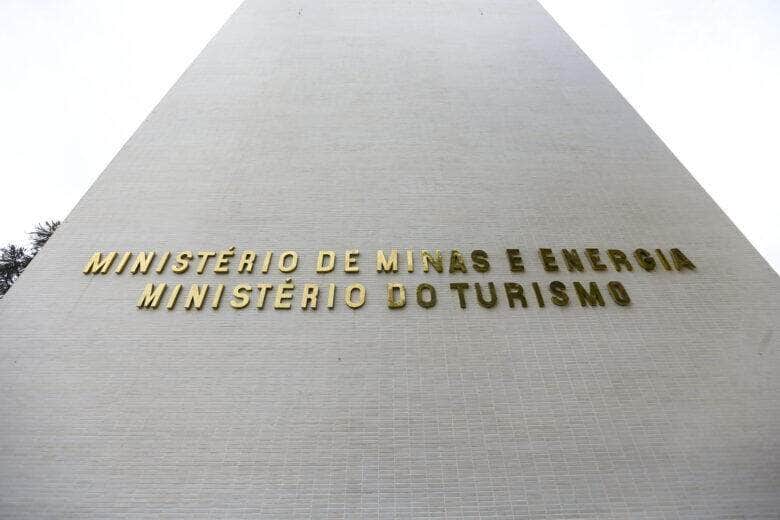 MINISTÉRIO DE MINAS E ENERGIA
MINISTÉRIO DO TURISMO